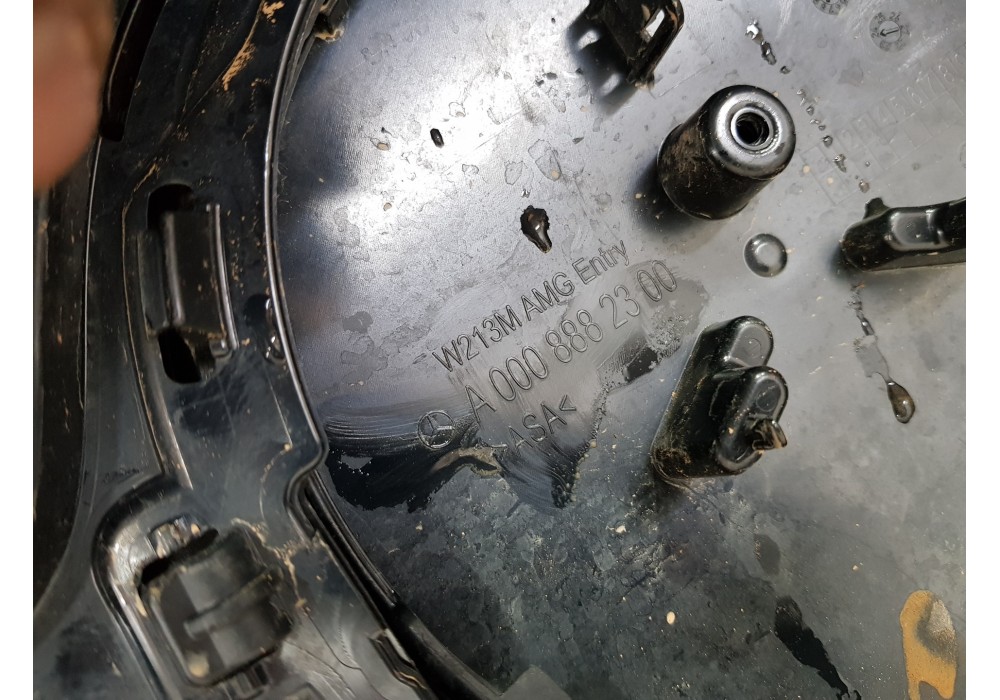 W213M AMG Entry
A 000 888 23 00
>ASA<